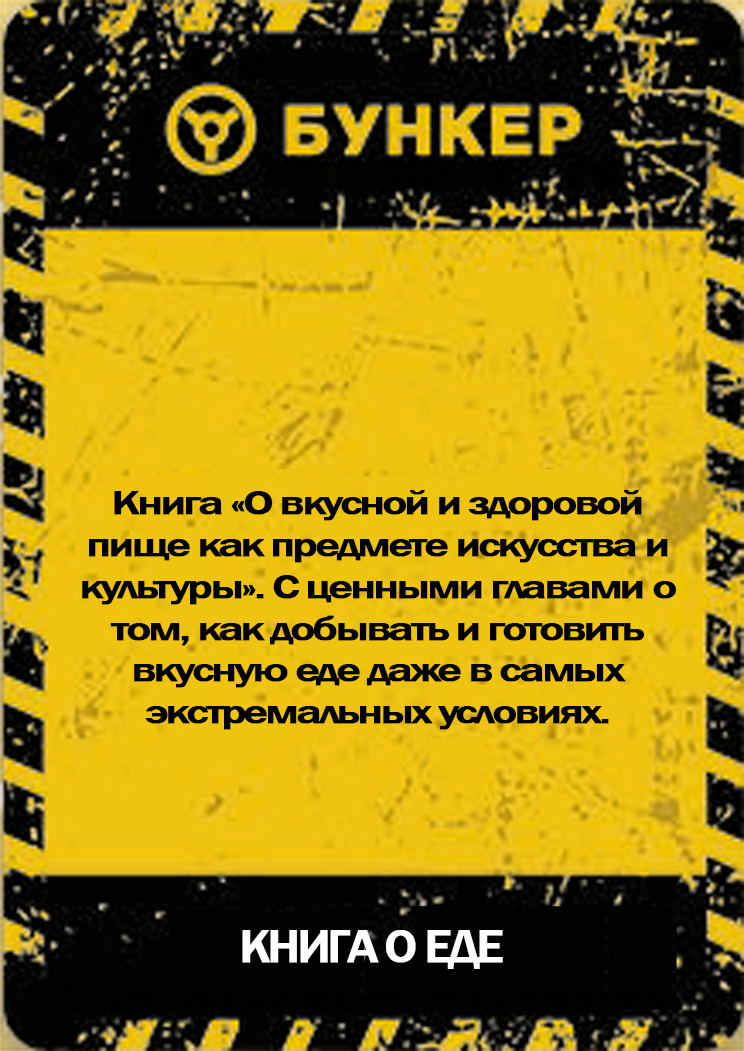 БУНКЕР
Книга «О вкусной и здоровой
пище как предмете искусства и
культуры». С ценными главами о
том, как добывать и готовить
вкусную еде даже в самых
экстремальных условиях.
КНИГА О ЕДЕ